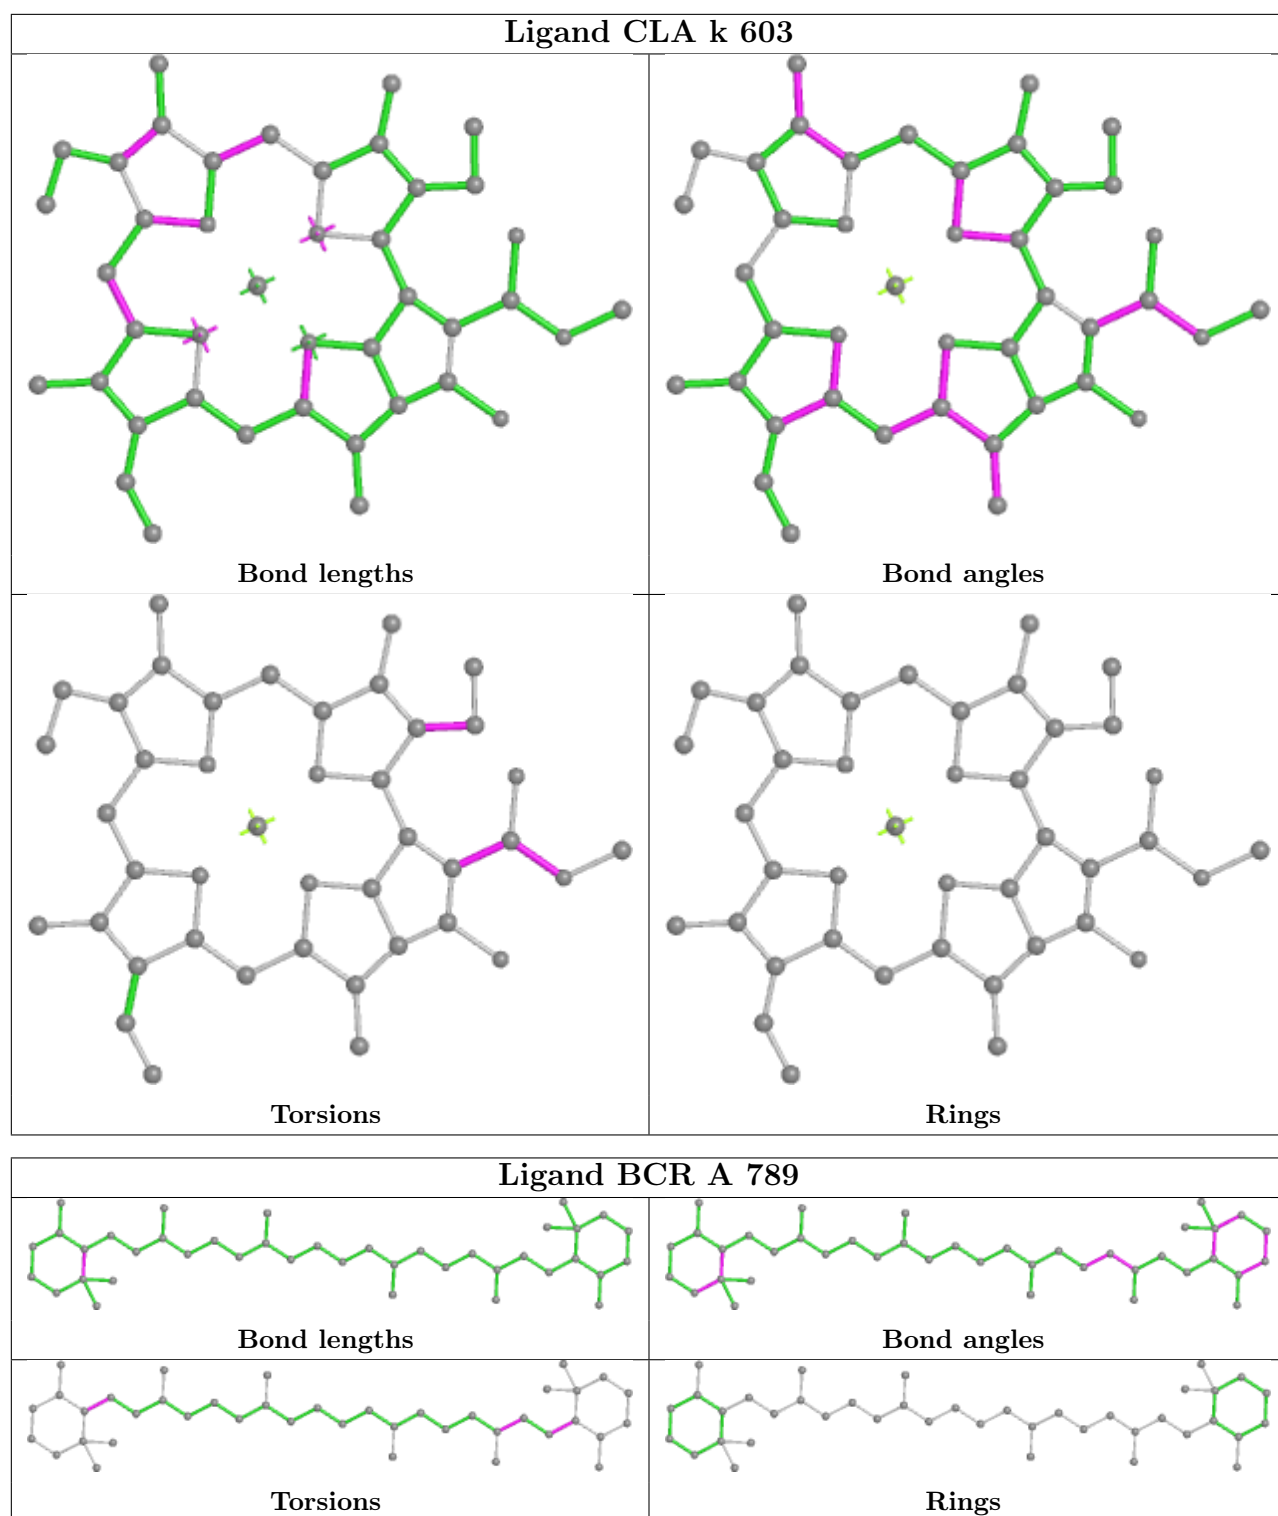 Ligand CLA k 603
Bond lengths
Bond angles
Torsions
Rings
Ligand BCR A 789
Bond lengths
Bond angles
Torsions
Rings